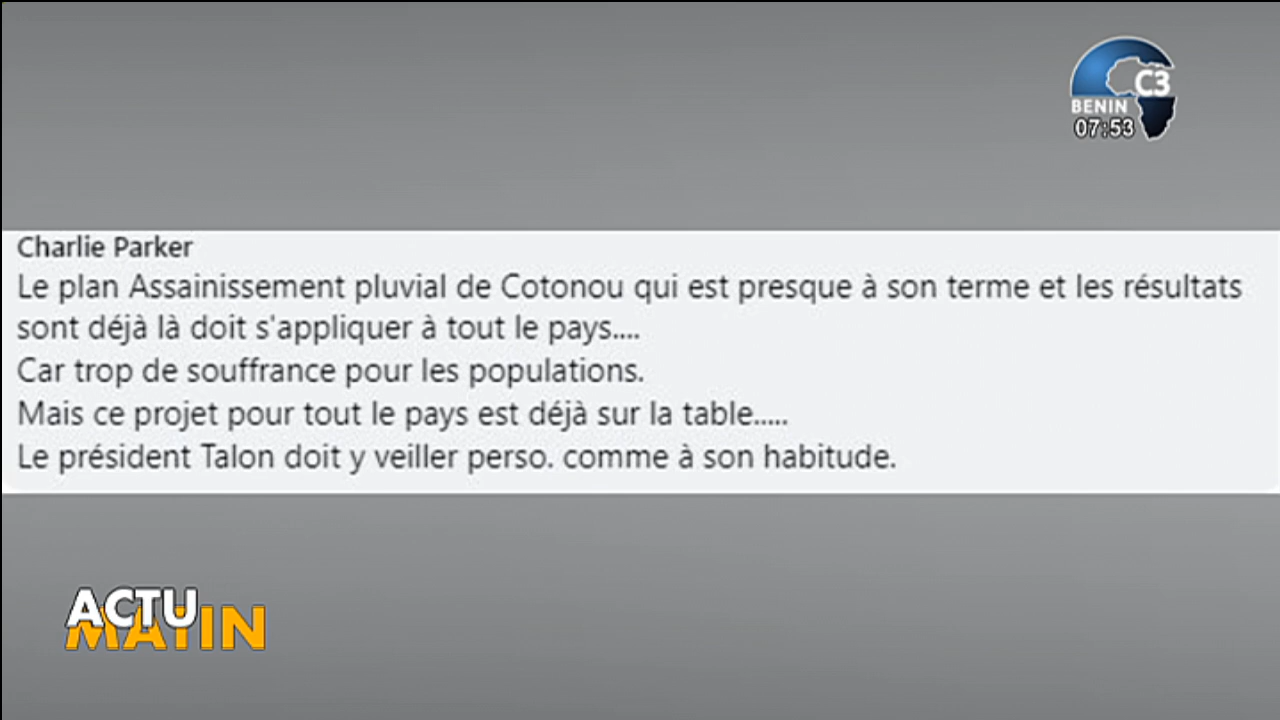 C3
BENIN
07:53
Charlie Parker
Le plan Assainissement pluvial de Cotonou qui est presque à son terme et les résultats
sont déjà là doit s'appliquer à tout le pays....
Car trop de souffrance pour les populations.
Mais ce projet pour tout le pays est déjà sur la table.....
Le président Talon doit y veiller perso. comme à son habitude.
ACTU
MATIN